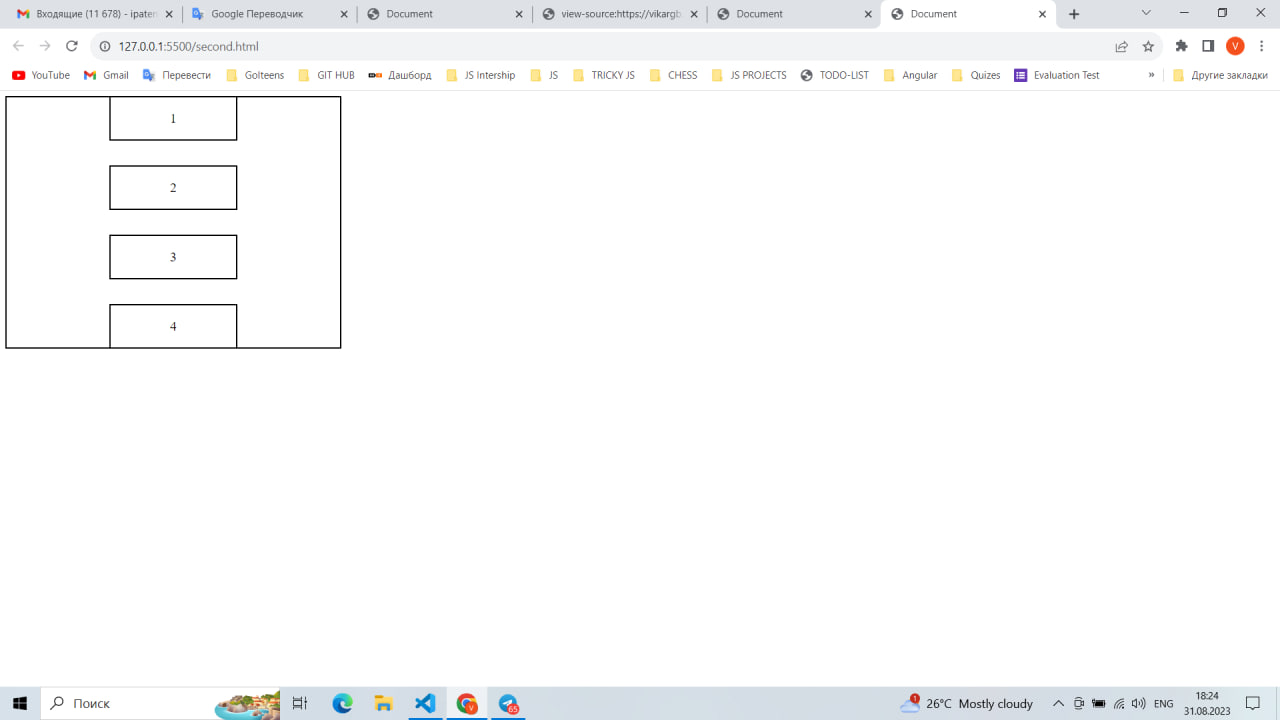 Входящие (11 678) - ipaten
Google Переводчик
Document
view-source:https://vikargb
Document
Document
127.0.0.1:5500/second.html
V
YouTube
Gmail
Перевести
Golteens
GIT HUB
Дашборд
JS Intership
JS
TRICKY JS
CHESS
JS PROJECTS
TODO-LIST
Angular
Quizes
Evaluation Test
»
Другие закладки
1
2
3
4
Поиск
V
65
1
26°C Mostly cloudy
ENG
18:24
31.08.2023